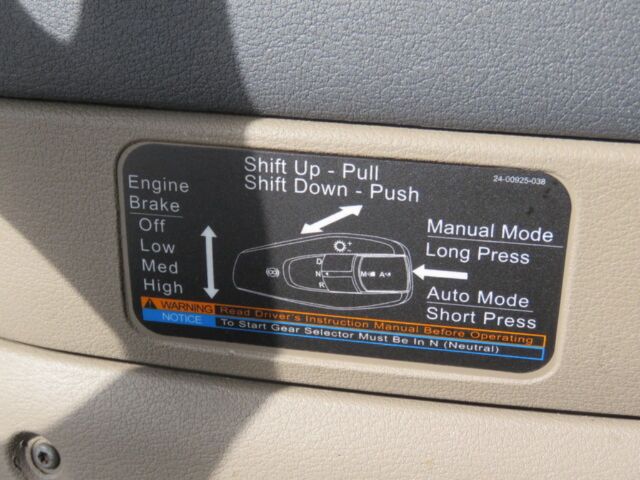 Shift Up - Pull
Shift Down - Push
24-00925-038
Engine
Brake
Off
Low
Med
High
D
N
R
+
M
A
Manual Mode
Long Press
Auto Mode
Short Press
WARNING Read Driver's Instruction Manual Before Operating
NOTICE To Start Gear Selector Must Be In N (Neutral)